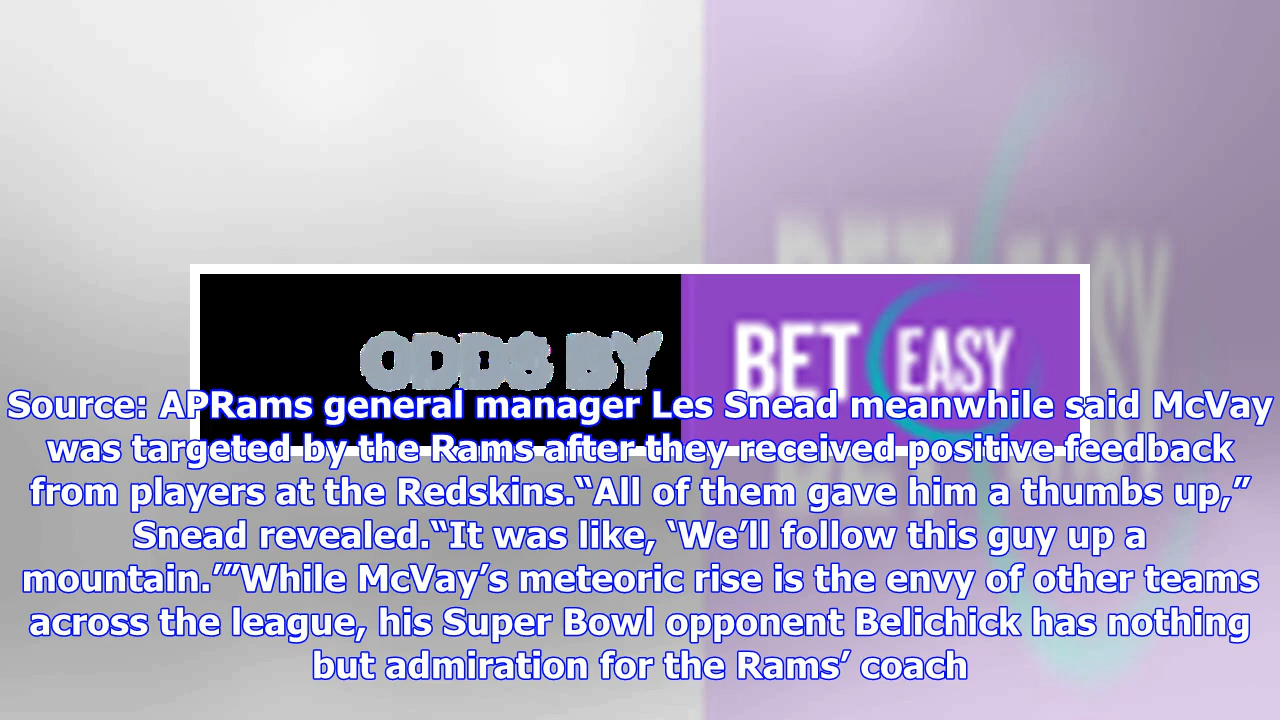 ODDS BY
BET EASY
Source: APRams general manager Les Snead meanwhile said McVay
was targeted by the Rams after they received positive feedback
from players at the Redskins.“All of them gave him a thumbs up,”
Snead revealed.“It was like, ‘We’ll follow this guy up a
mountain.’”While McVay’s meteoric rise is the envy of other teams
across the league, his Super Bowl opponent Belichick has nothing
but admiration for the Rams’ coach